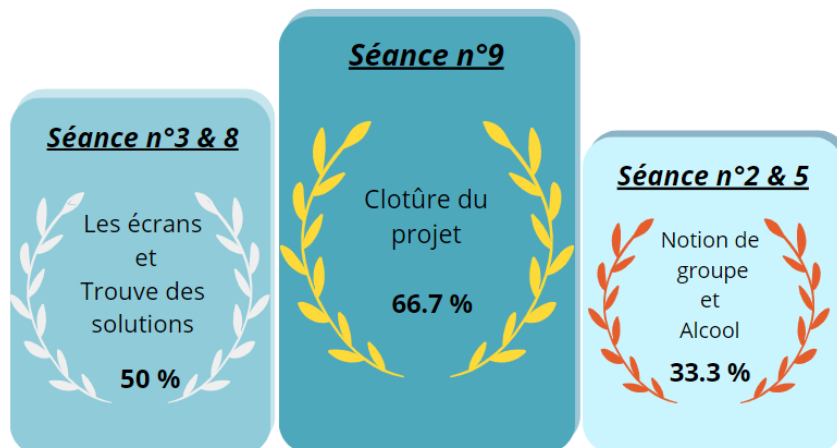 Séance n°3 & 8
Les écrans
et
Trouve des
solutions
50 %
Séance n°9
Clotûre du
projet
66.7 %
Séance n°2 & 5
Notion de
groupe
et
Alcool
33.3 %